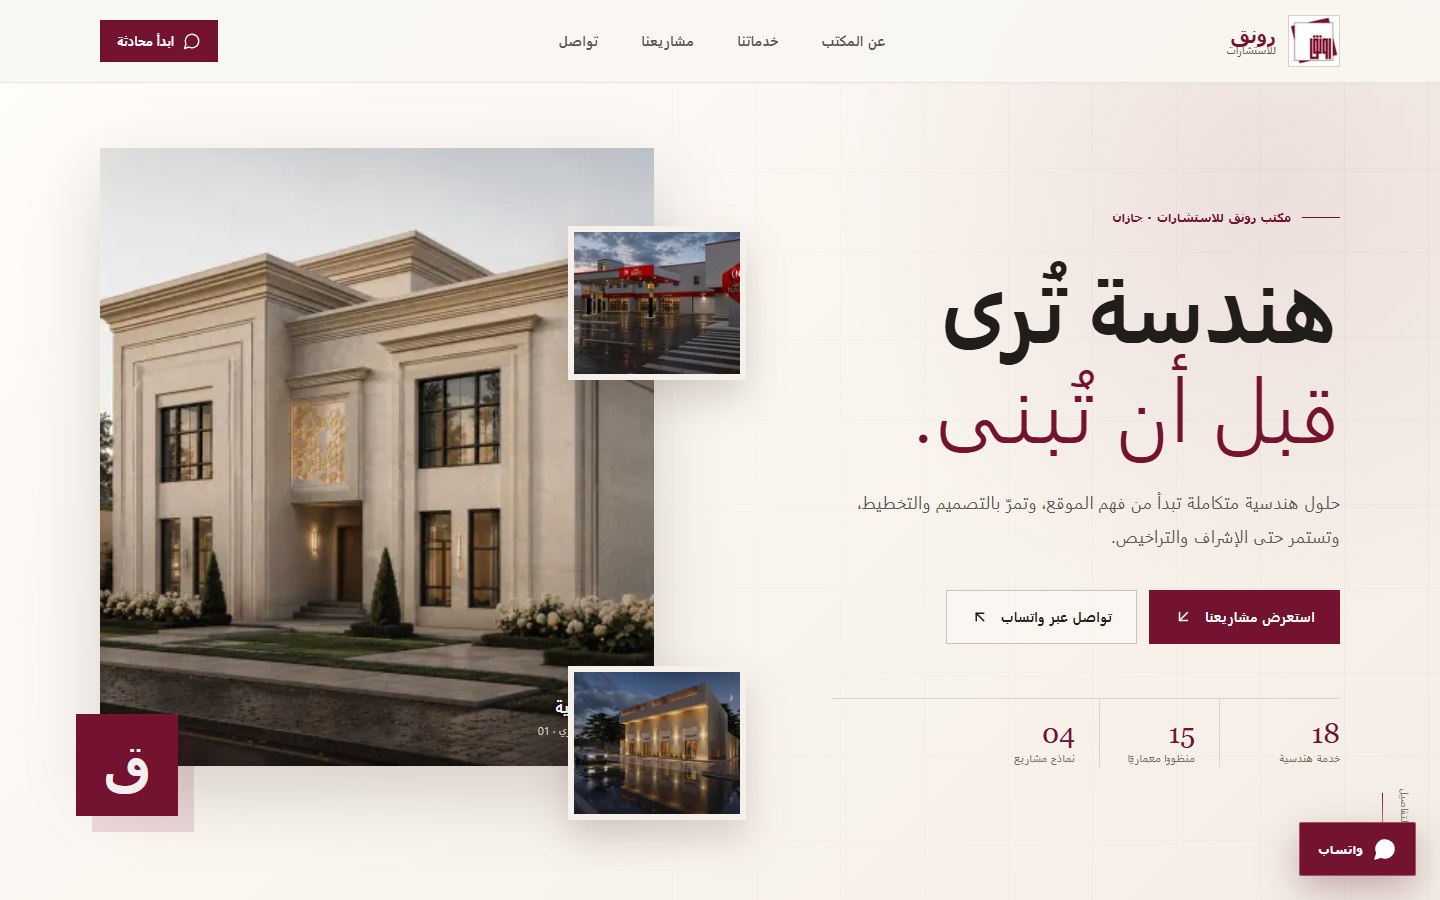 رونق
رونق
للاستشارات
عن المكتب
خدماتنا
مشاريعنا
تواصل
ابدأ محادثة
مكتب رونق للاستشارات · جازان
هندسة تُرى
قبل أن تُبنى.
حلول هندسية متكاملة تبدأ من فهم الموقع، وتمرّ بالتصميم والتخطيط،
وتستمر حتى الإشراف والتراخيص.
استعرض مشاريعنا
تواصل عبر واتساب
18
خدمة هندسية
15
منظورًا معماريًا
04
نماذج مشاريع
01
ق
واتساب